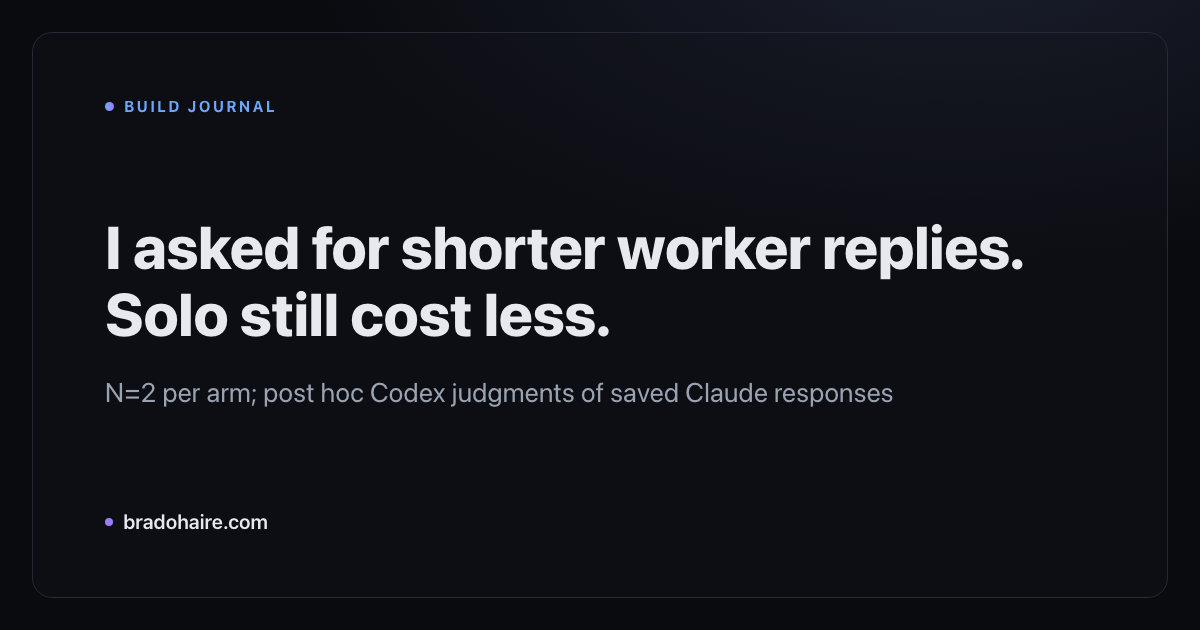 BUILD JOURNAL
I asked for shorter worker replies.
Solo still cost less.
N=2 per arm; post hoc Codex judgments of saved Claude responses
bradohaire.com